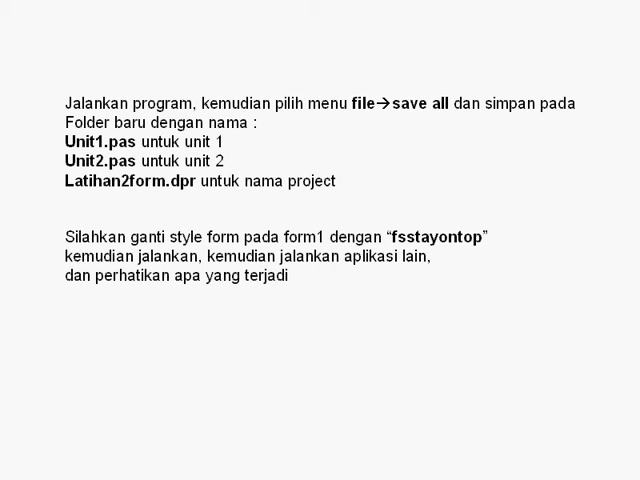 Jalankan program, kemudian pilih menu file→save all dan simpan pada
Folder baru dengan nama :
Unit1.pas untuk unit 1
Unit2.pas untuk unit 2
Latihan2form.dpr untuk nama project
Silahkan ganti style form pada form1 dengan “fsstayontop”
kemudian jalankan, kemudian jalankan aplikasi lain,
dan perhatikan apa yang terjadi